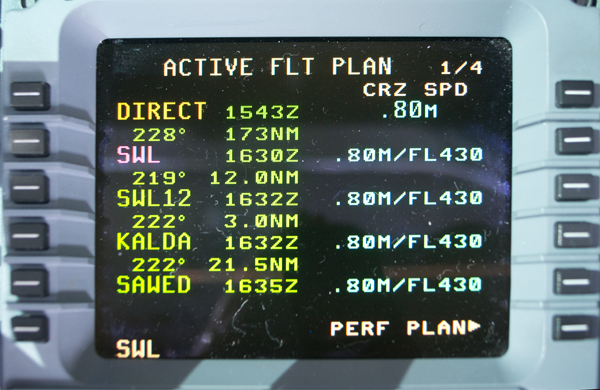 ACTIVE FLT PLAN 1/4
CRZ SPD
DIRECT 1543Z .80M
228° 173NM
SWL 1630Z .80M/FL430
219° 12.0NM
SWL12 1632Z .80M/FL430
222° 3.0NM
KALDA 1632Z .80M/FL430
222° 21.5NM
SAWED 1635Z .80M/FL430
PERF PLAN▶
SWL